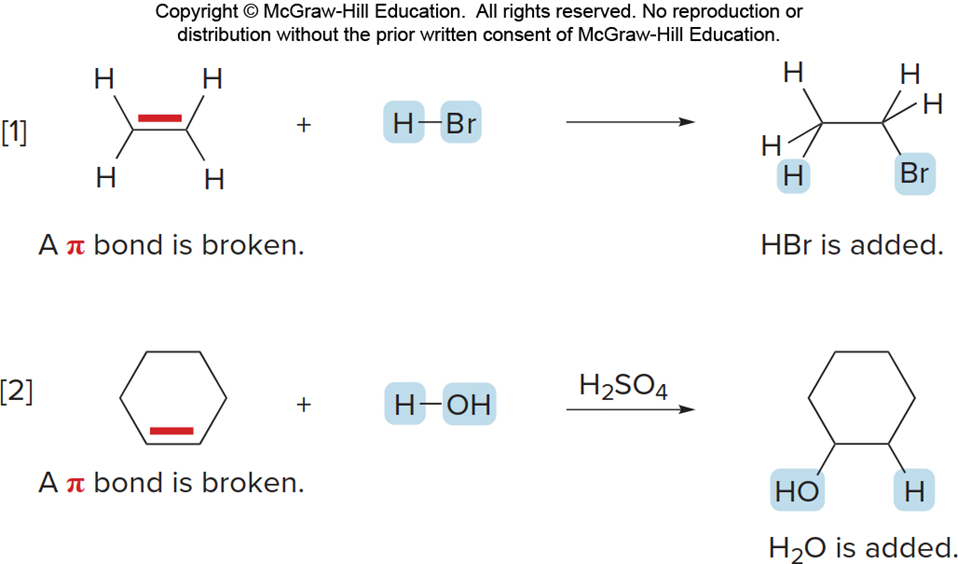 Copyright © McGraw-Hill Education.  All rights reserved. No reproduction or
distribution without the prior written consent of McGraw-Hill Education.
H H H H
[1] + H–Br H
H
H H H Br
A π bond is broken. HBr is added.
[2] + H–OH H₂SO₄
HO H
A π bond is broken.
H₂O is added.